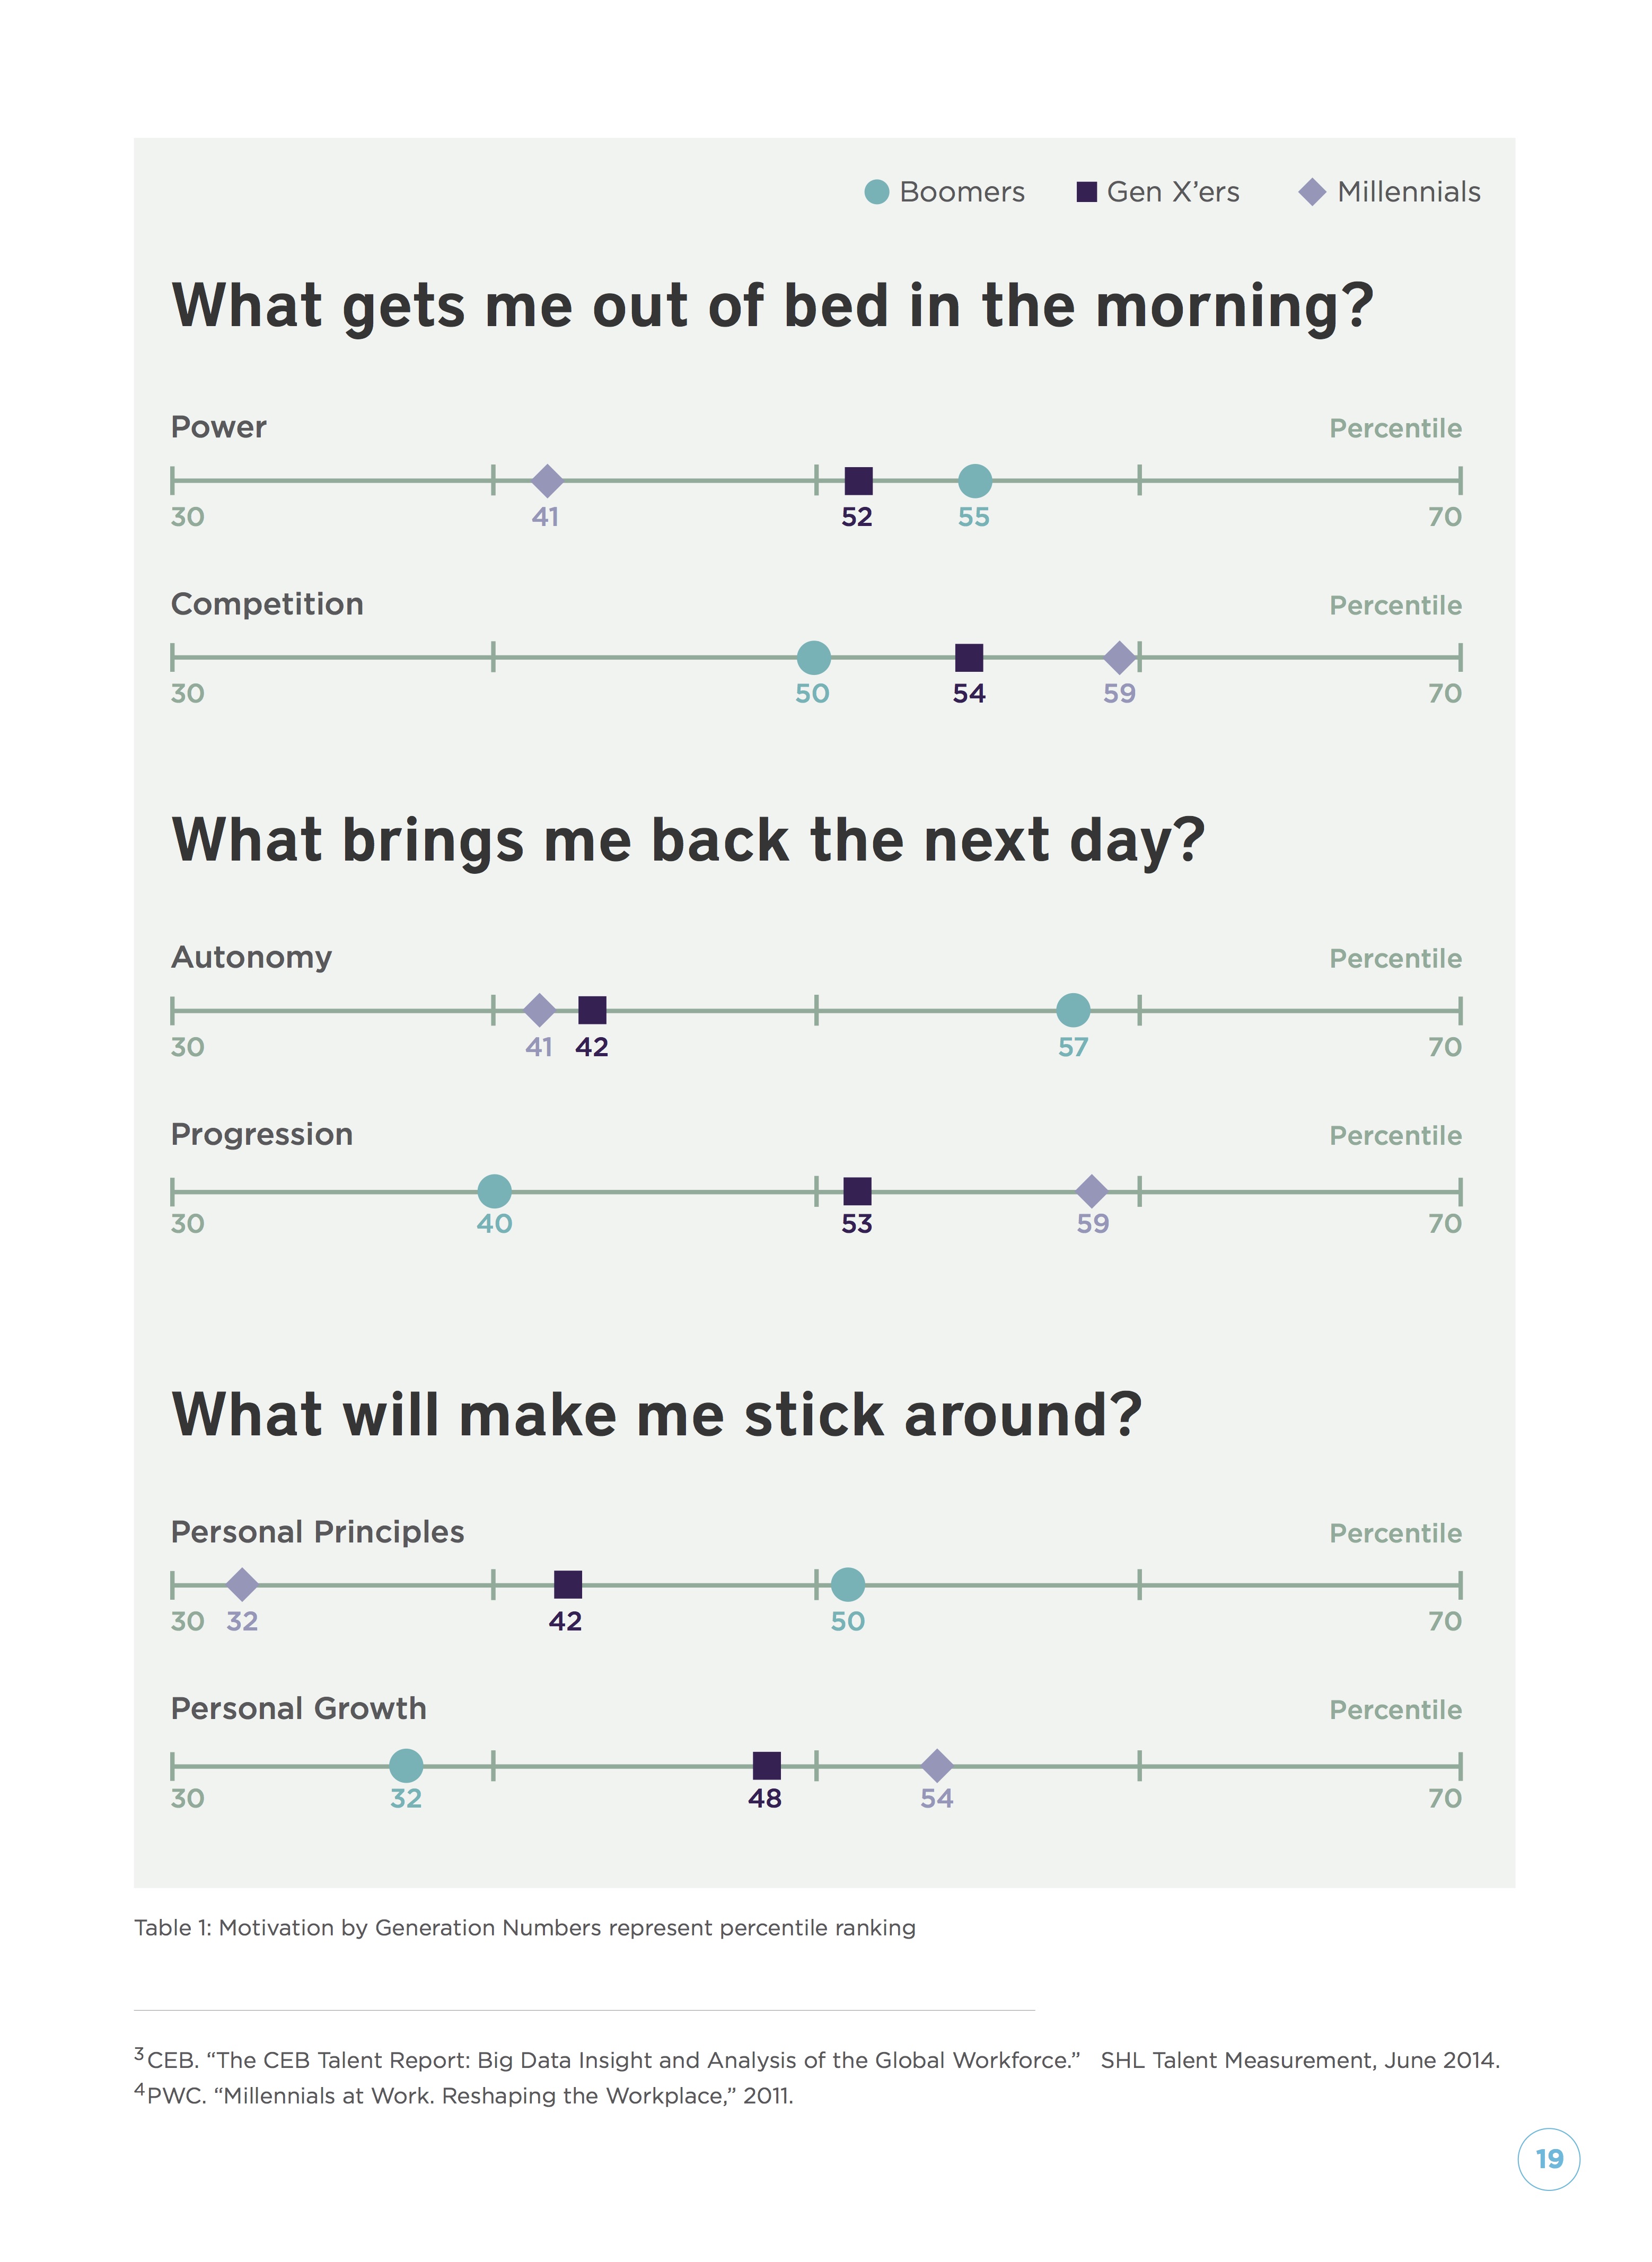 Boomers Gen X’ers Millennials
What gets me out of bed in the morning?
Power Percentile
30 41 52 55 70
Competition Percentile
30 50 54 59 70
What brings me back the next day?
Autonomy Percentile
30 41 42 57 70
Progression Percentile
30 40 53 59 70
What will make me stick around?
Personal Principles Percentile
30 32 42 50 70
Personal Growth Percentile
30 32 48 54 70
Table 1: Motivation by Generation Numbers represent percentile ranking
3 CEB. “The CEB Talent Report: Big Data Insight and Analysis of the Global Workforce.” SHL Talent Measurement, June 2014.
4 PWC. “Millennials at Work. Reshaping the Workplace,” 2011.
19